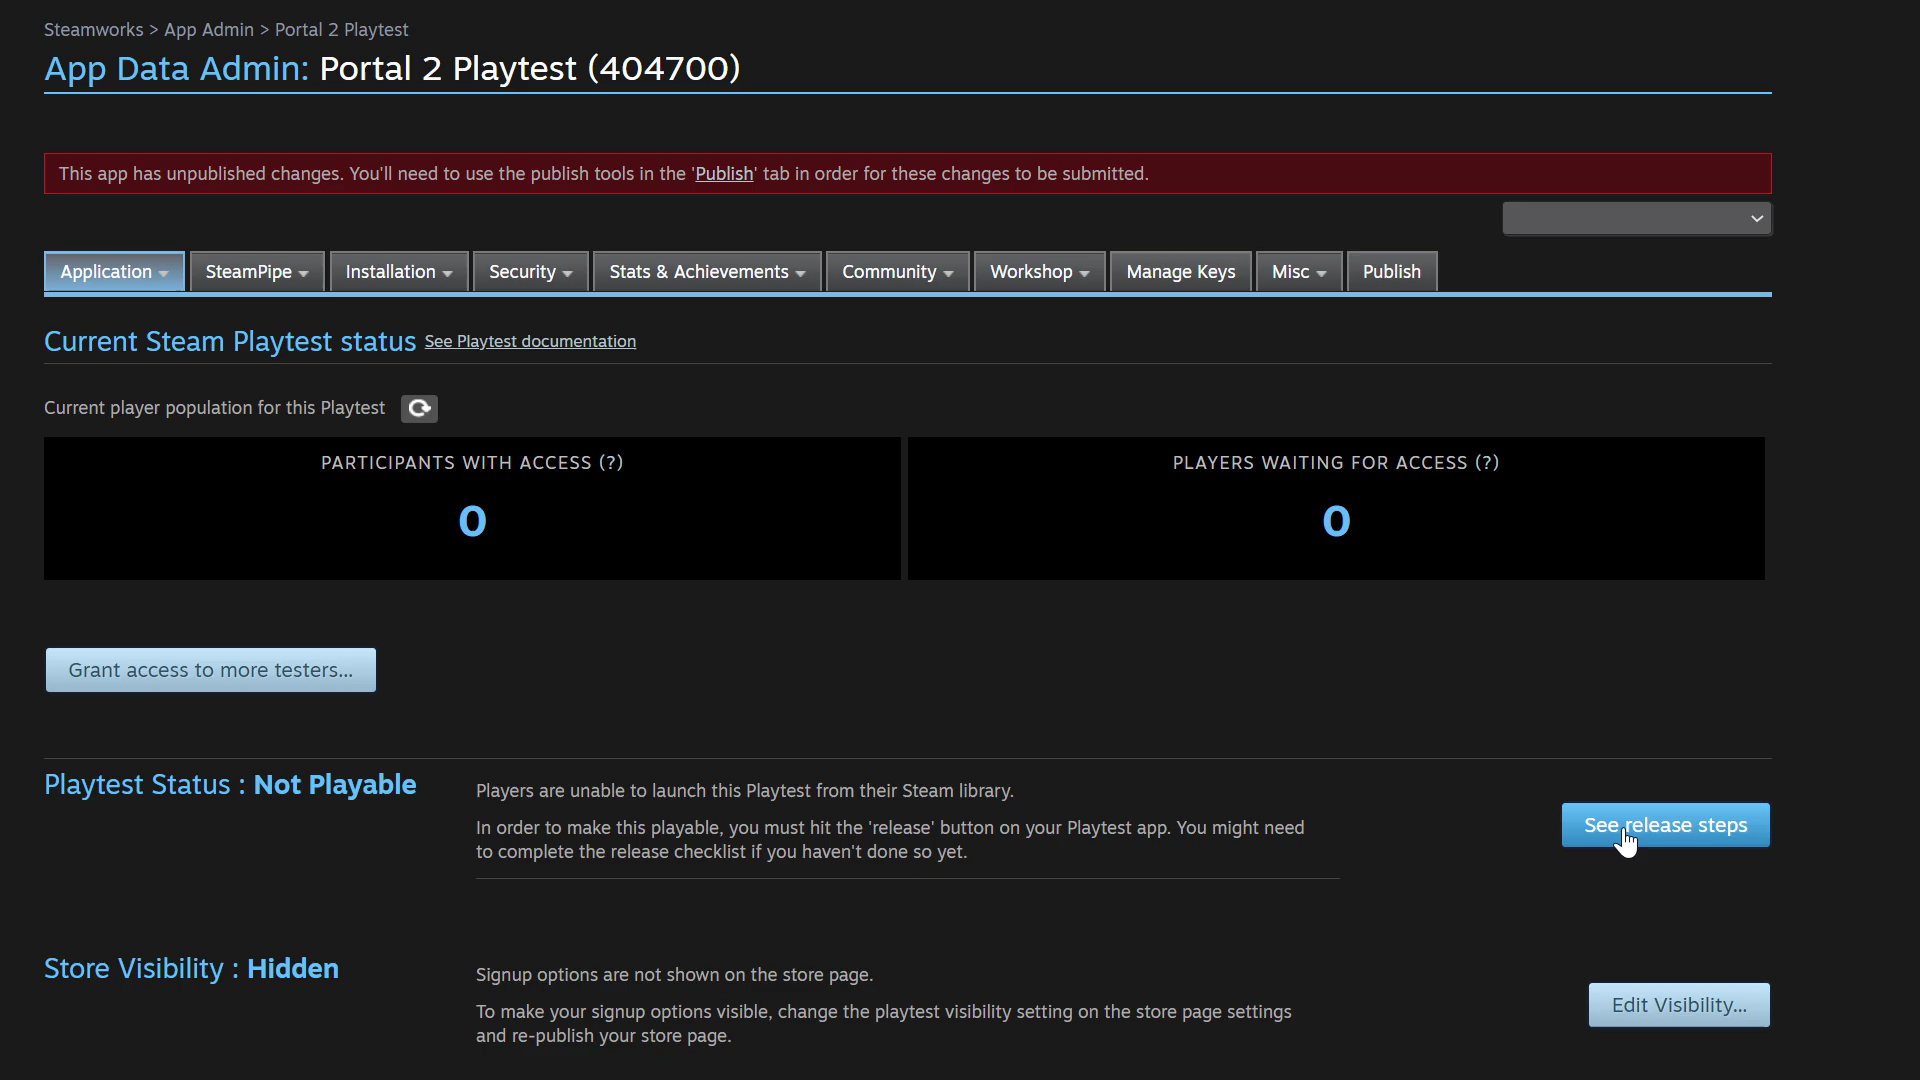 Steamworks > App Admin > Portal 2 Playtest
App Data Admin: Portal 2 Playtest (404700)
This app has unpublished changes. You'll need to use the publish tools in the 'Publish' tab in order for these changes to be submitted.
Application SteamPipe Installation Security Stats & Achievements Community Workshop Manage Keys Misc Publish
Current Steam Playtest status See Playtest documentation
Current player population for this Playtest
PARTICIPANTS WITH ACCESS (?)
0
PLAYERS WAITING FOR ACCESS (?)
0
Grant access to more testers...
Playtest Status : Not Playable
Players are unable to launch this Playtest from their Steam library.
In order to make this playable, you must hit the 'release' button on your Playtest app. You might need
to complete the release checklist if you haven't done so yet.
See release steps
Store Visibility : Hidden
Signup options are not shown on the store page.
To make your signup options visible, change the playtest visibility setting on the store page settings
and re-publish your store page.
Edit Visibility...